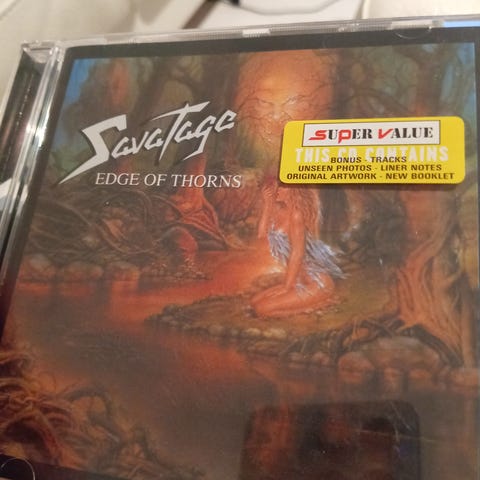 Savatage
EDGE OF THORNS
SUPER VALUE
THIS CD CONTAINS
BONUS - TRACKS
UNSEEN PHOTOS - LINER NOTES
ORIGINAL ARTWORK - NEW BOOKLET